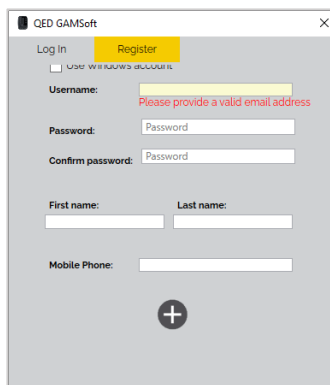 QED GAMSoft
Log In Register
Use Windows account
Username:
Please provide a valid email address
Password: Password
Confirm password: Password
First name: Last name:
Mobile Phone: